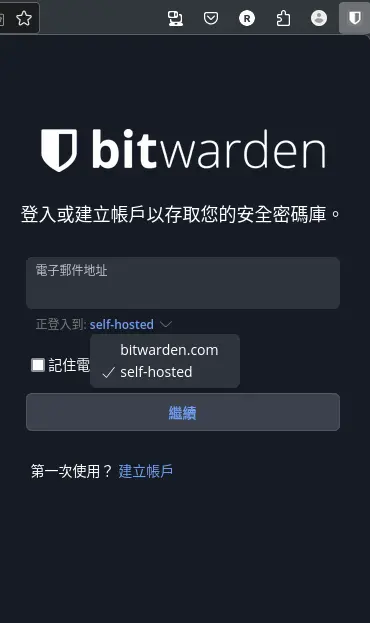 R
bitwarden
登入或建立帳戶以存取您的安全密碼庫。
電子郵件地址
正登入到: self-hosted
bitwarden.com
self-hosted
記住電
繼續
第一次使用？ 建立帳戶